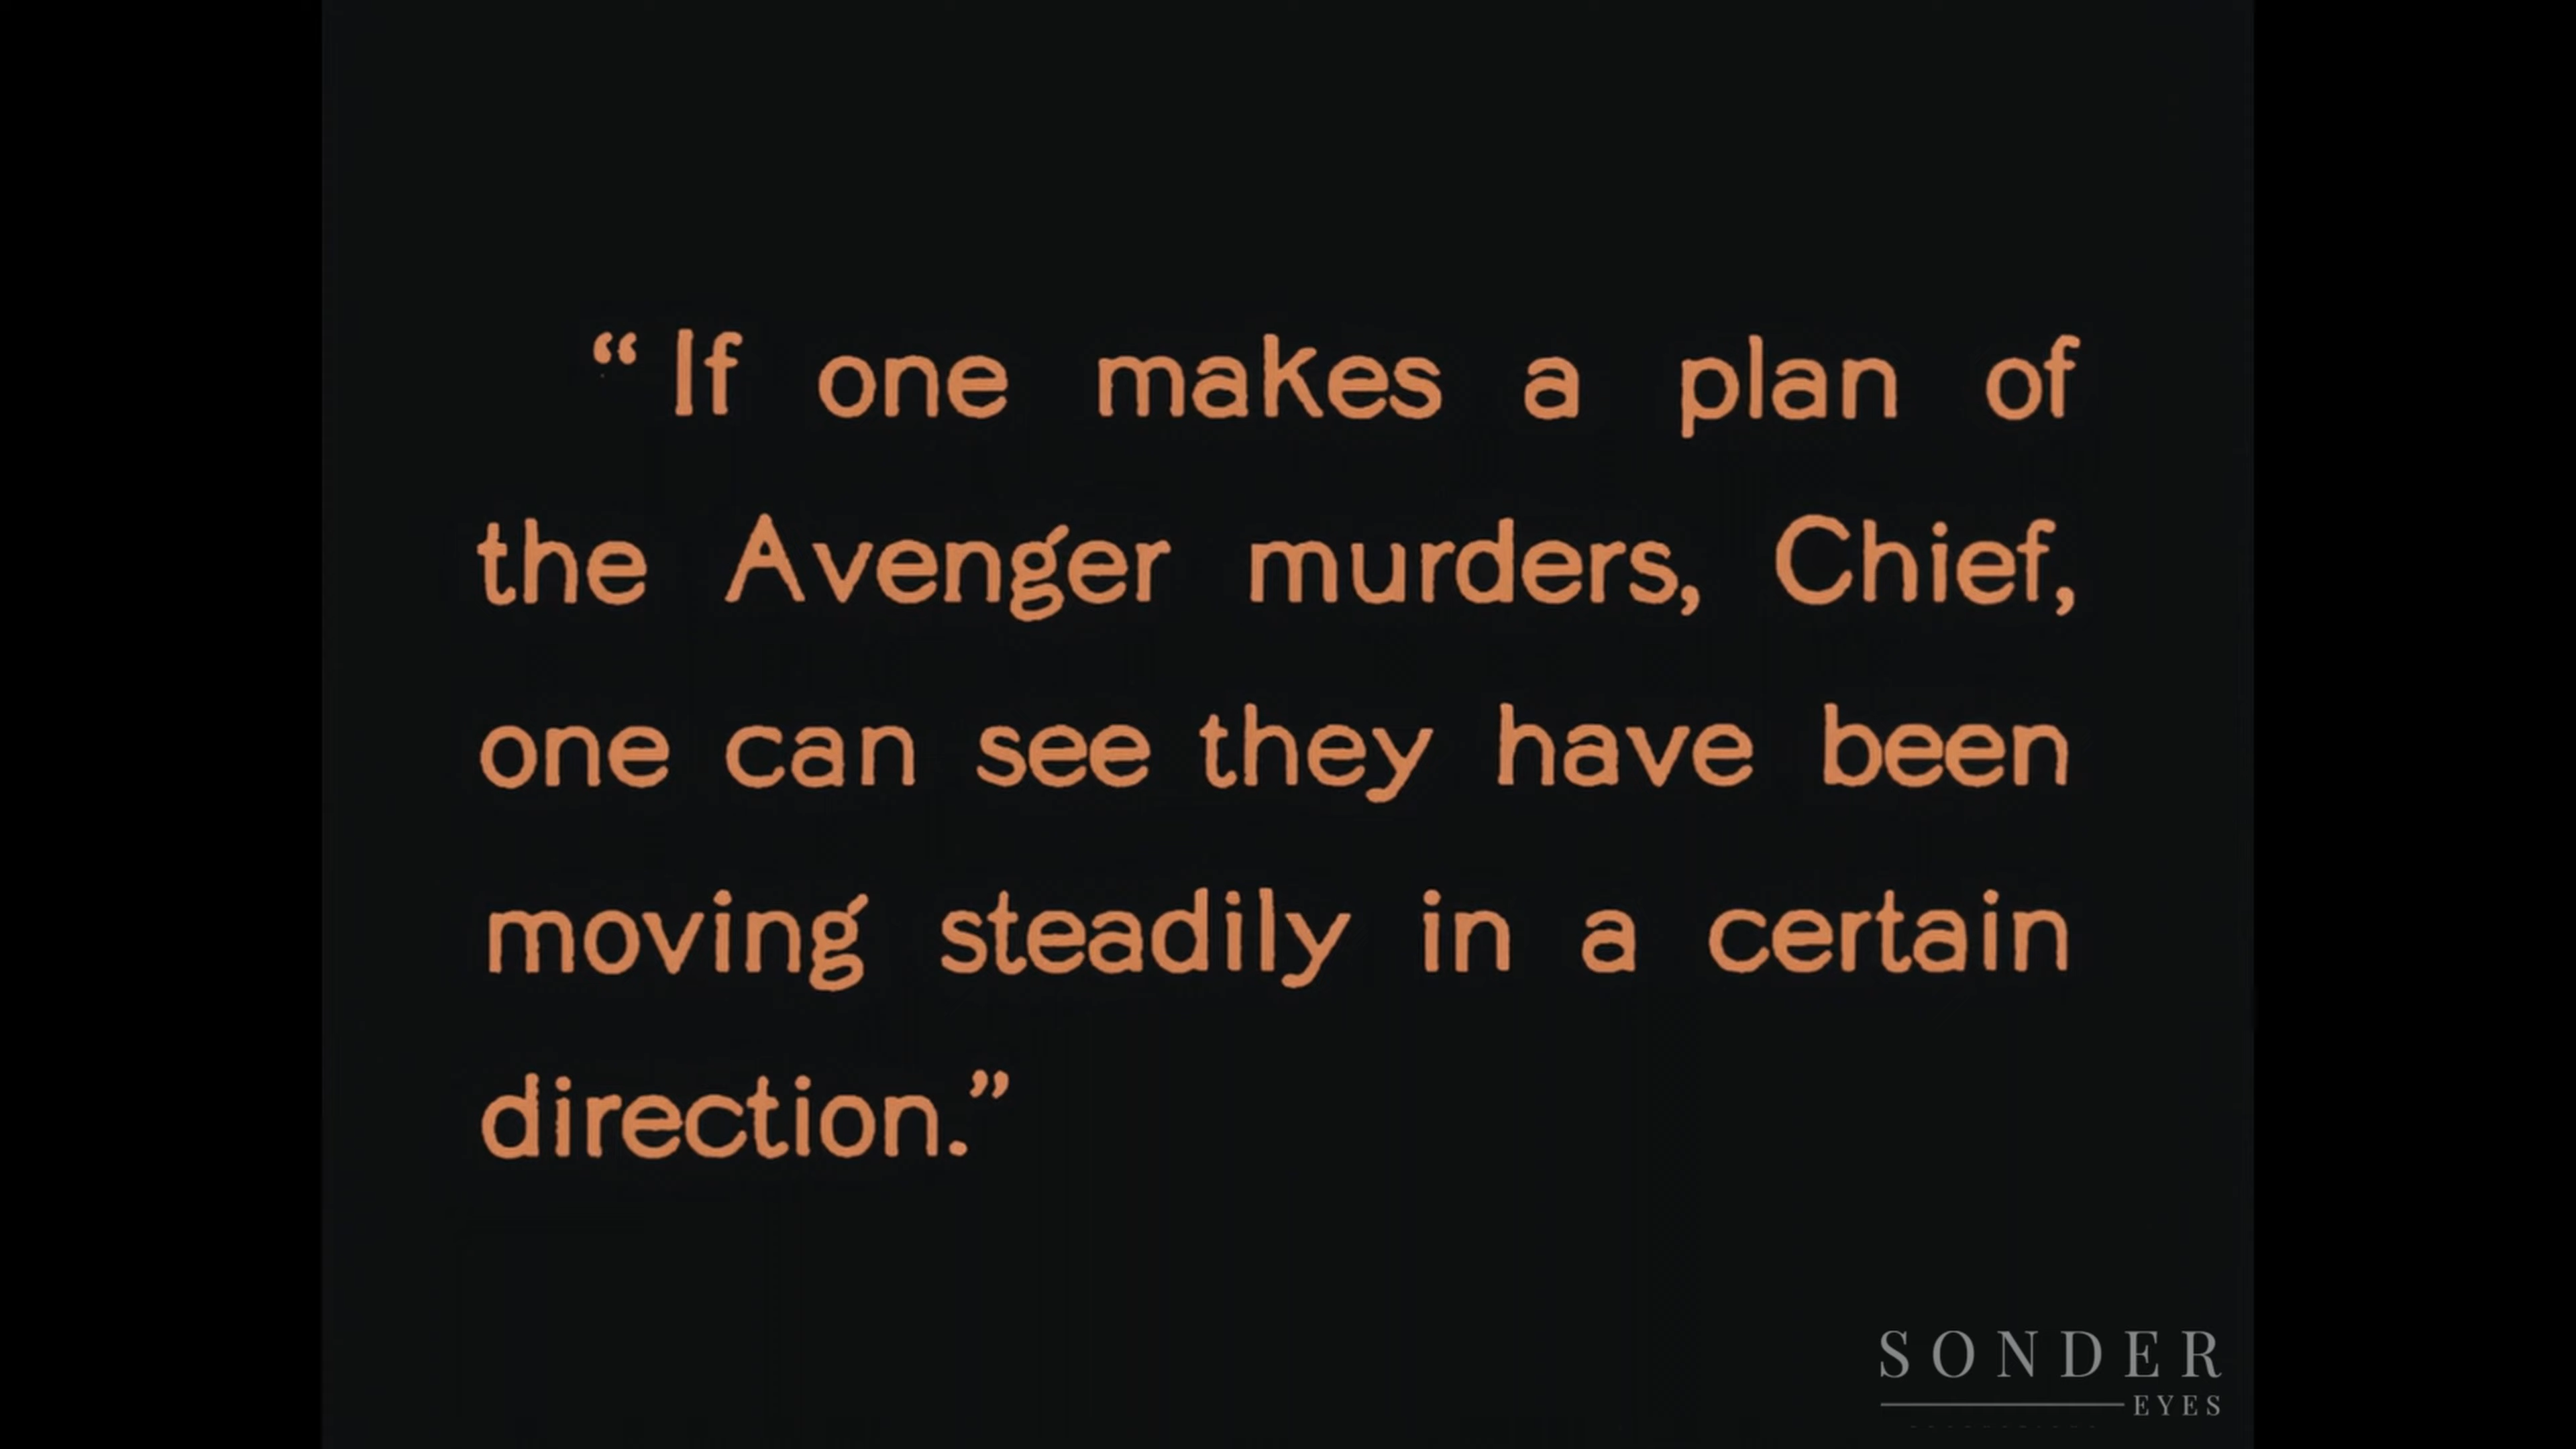 “ If one makes a plan of
the Avenger murders, Chief,
one can see they have been
moving steadily in a certain
direction.”
SONDER
EYES